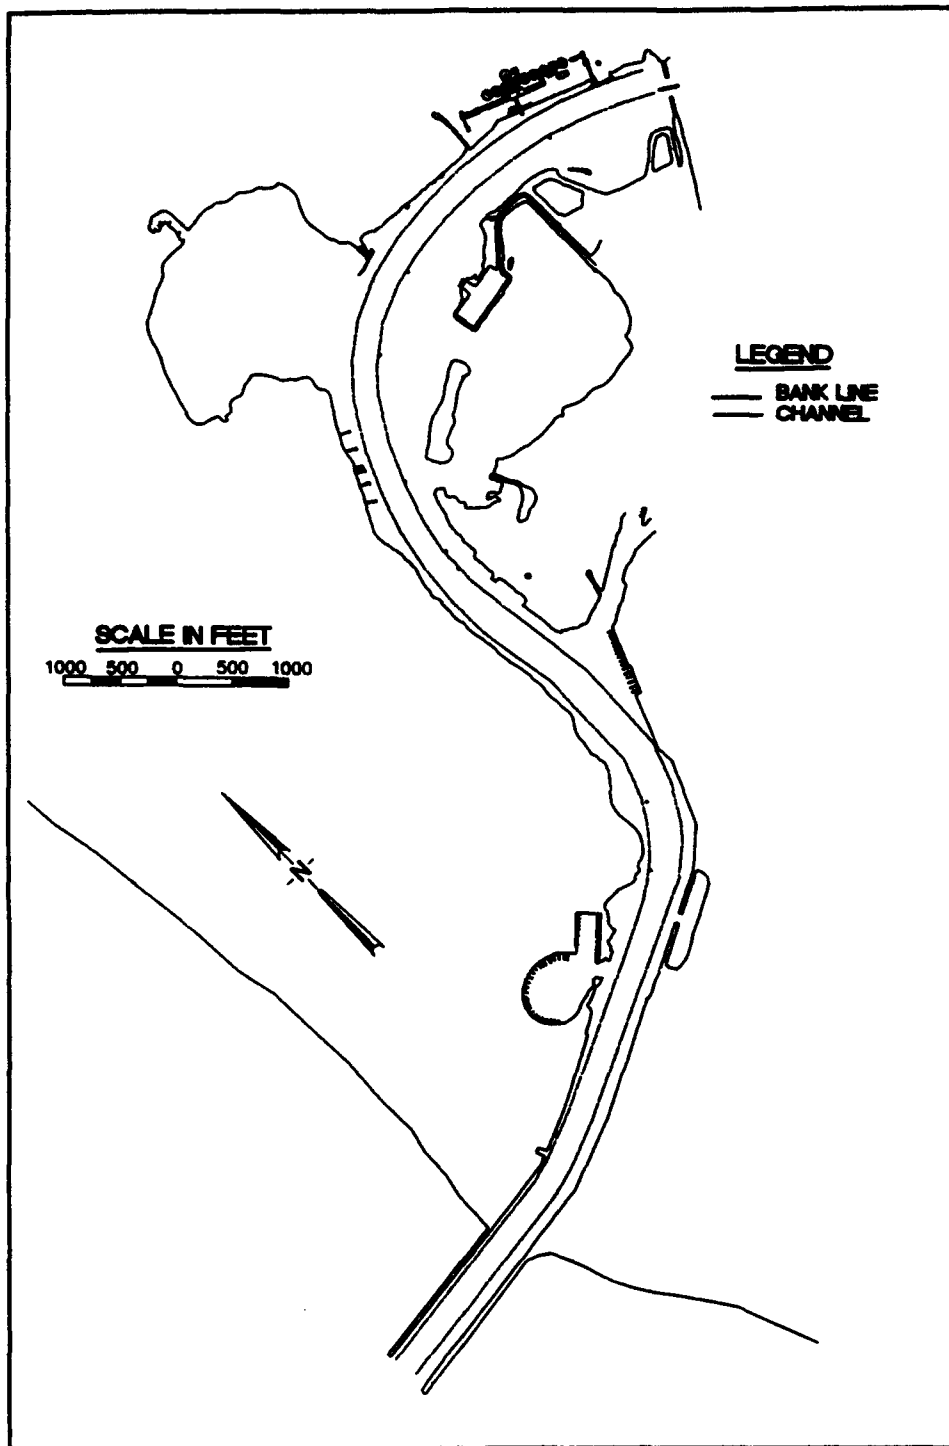 LEGEND
BANK LINE
CHANNEL
SCALE IN FEET
1000 500 0 500 1000
N